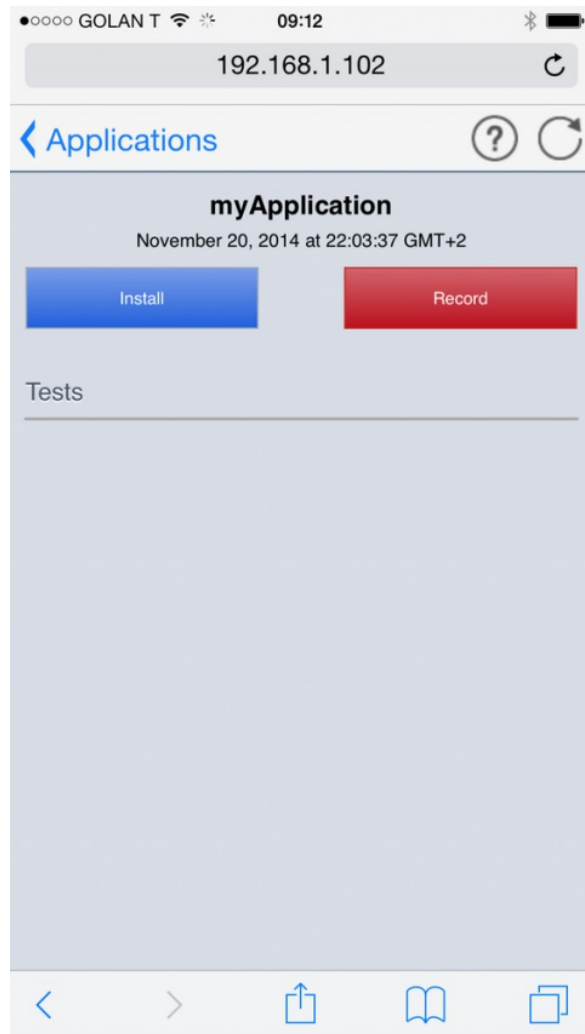 GOLAN T 09:12
192.168.1.102
Applications ?
myApplication
November 20, 2014 at 22:03:37 GMT+2
Install Record
Tests